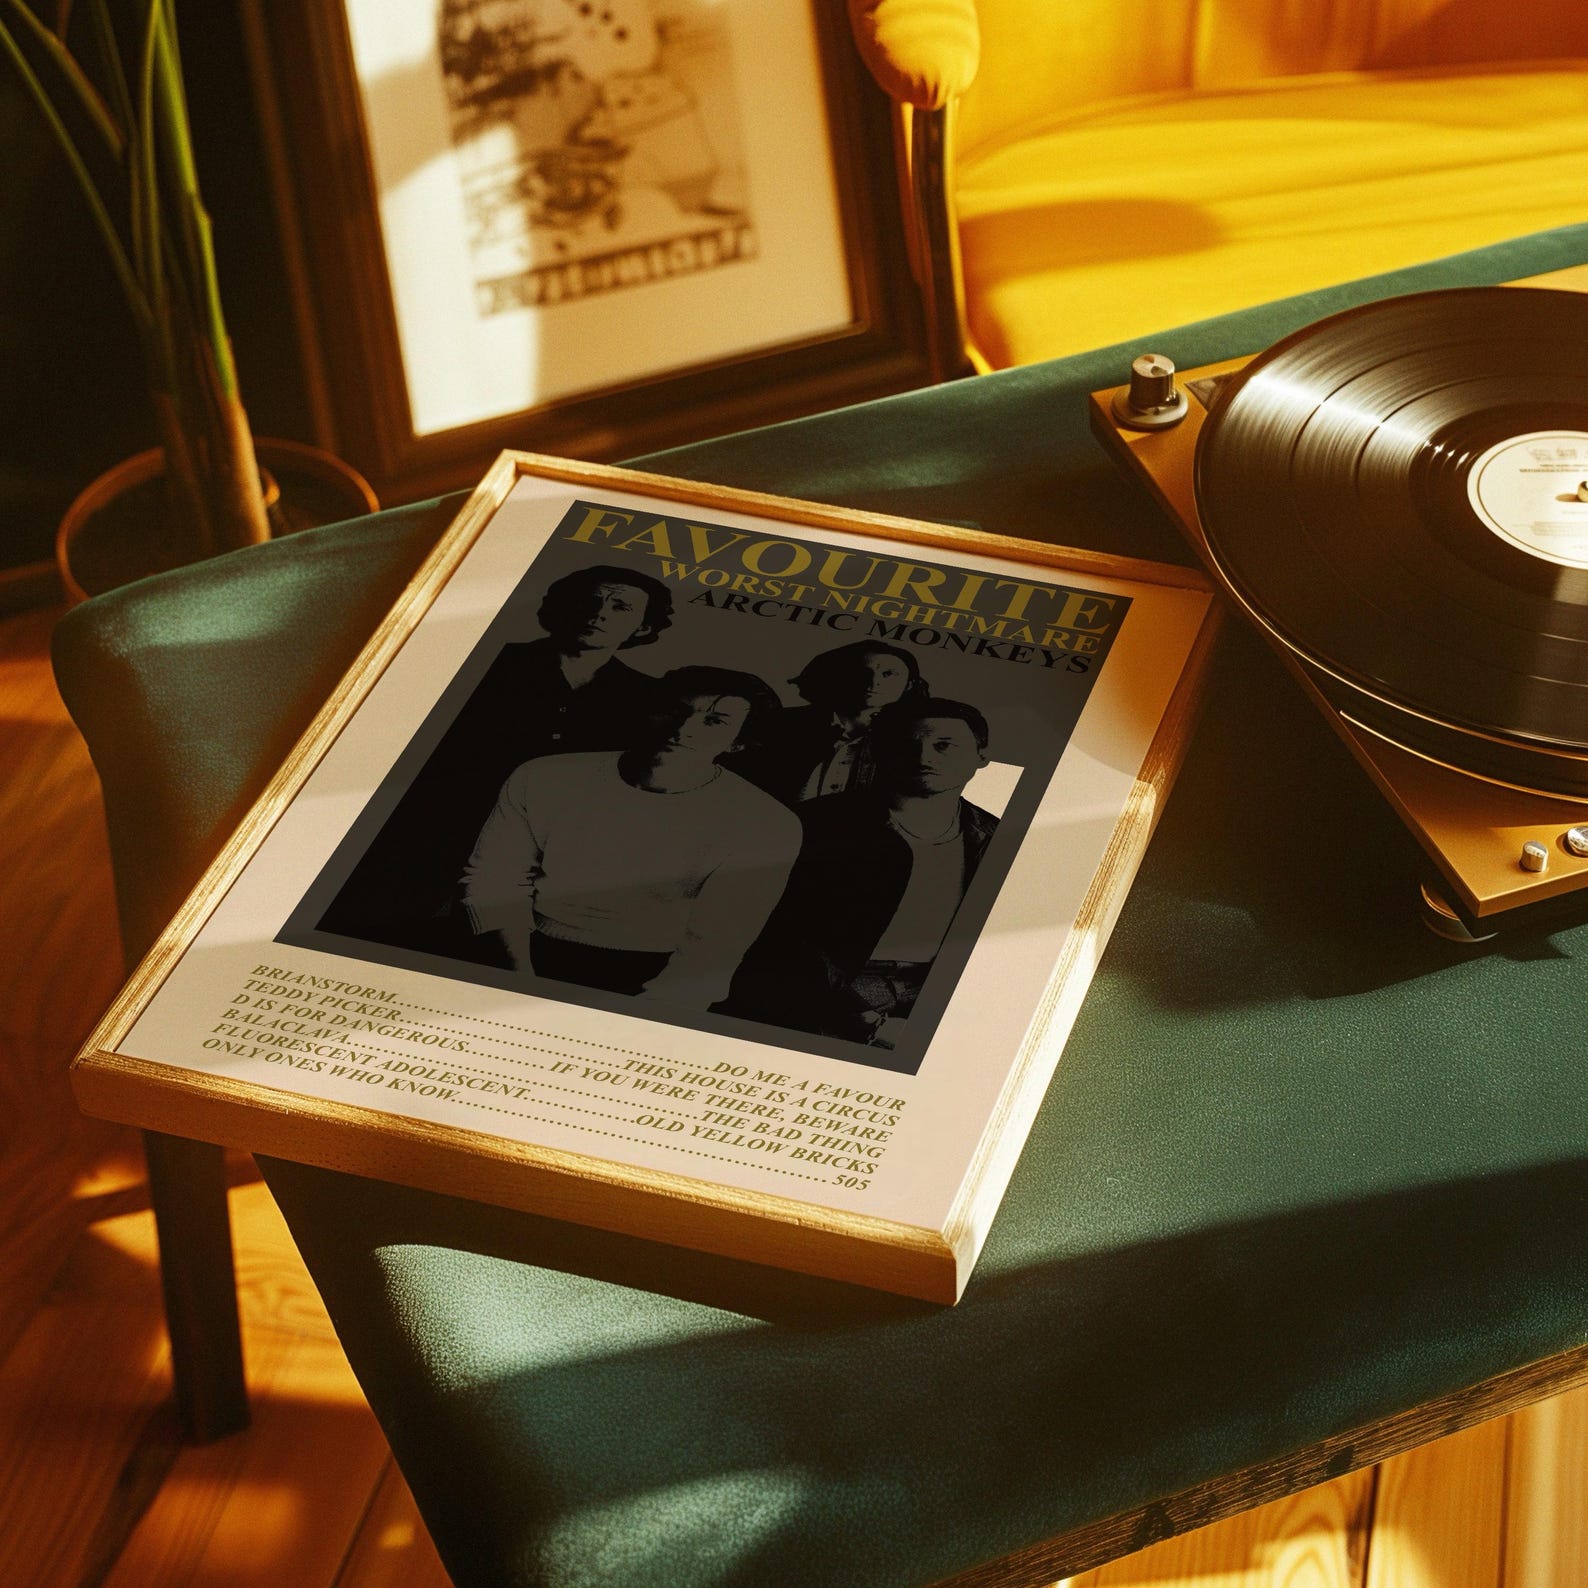 FAVOURITE
WORST NIGHTMARE
ARCTIC MONKEYS
BRIANSTORM........................................DO ME A FAVOUR
TEDDY PICKER............................THIS HOUSE IS A CIRCUS
D IS FOR DANGEROUS.............IF YOU WERE THERE, BEWARE
BALACLAVA............................................THE BAD THING
FLUORESCENT ADOLESCENT.................OLD YELLOW BRICKS
ONLY ONES WHO KNOW............................................505